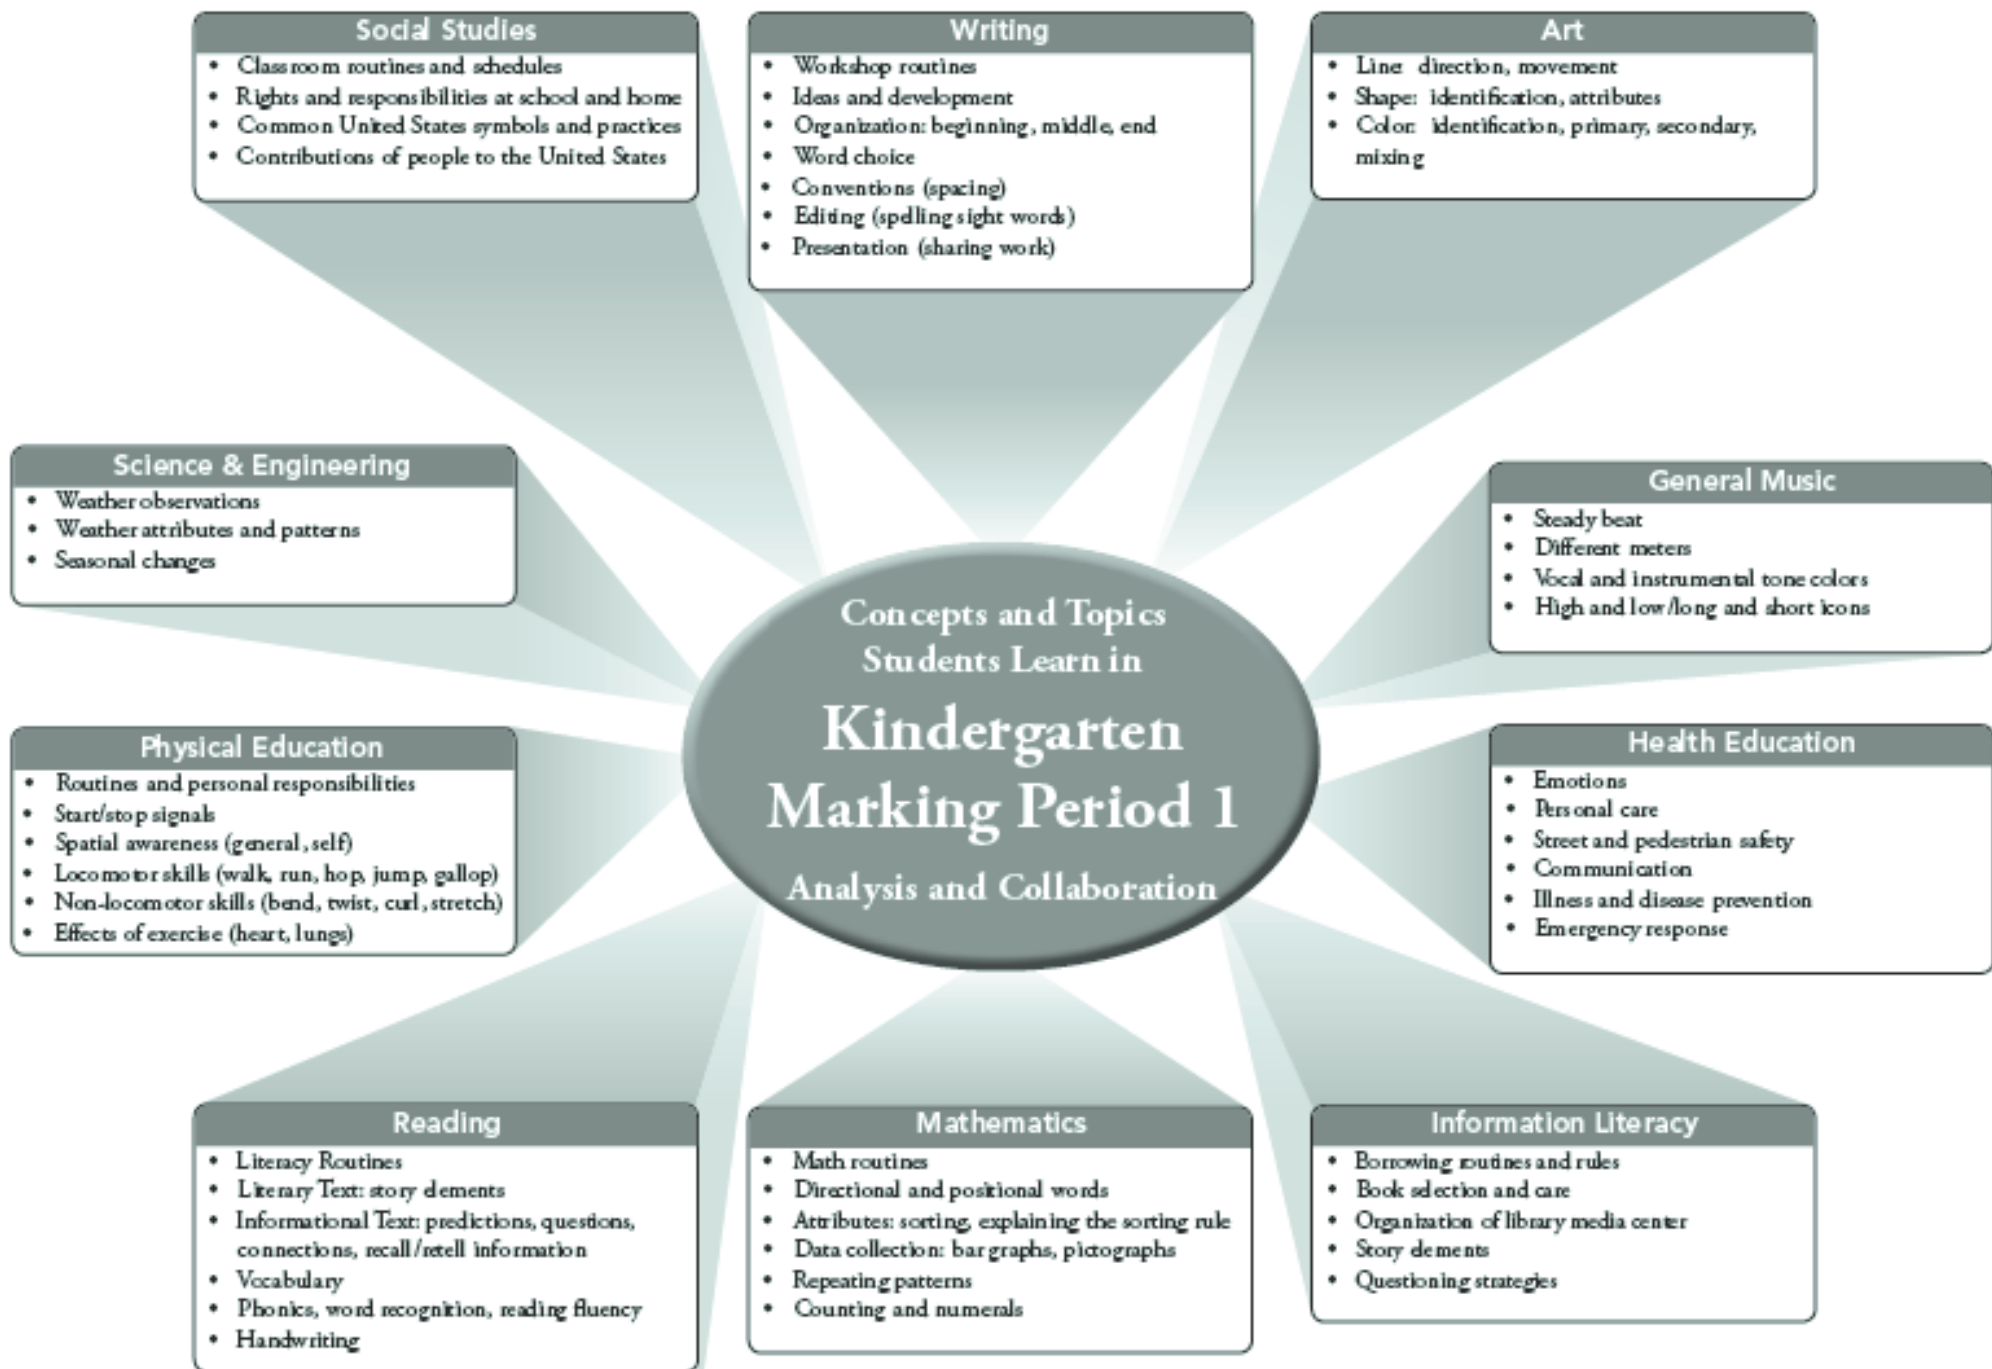 Social Studies
• Classroom routines and schedules
• Rights and responsibilities at school and home
• Common United States symbols and practices
• Contributions of people to the United States
Writing
• Workshop routines
• Ideas and development
• Organization: beginning, middle, end
• Word choice
• Conventions (spacing)
• Editing (spelling sight words)
• Presentation (sharing work)
Art
• Line: direction, movement
• Shape: identification, attributes
• Color: identification, primary, secondary,
mixing
Science & Engineering
• Weather observations
• Weather attributes and patterns
• Seasonal changes
General Music
• Steady beat
• Different meters
• Vocal and instrumental tone colors
• High and low/long and short icons
Concepts and Topics
Students Learn in
Kindergarten
Marking Period 1
Analysis and Collaboration
Physical Education
• Routines and personal responsibilities
• Start/stop signals
• Spatial awareness (general, self)
• Locomotor skills (walk, run, hop, jump, gallop)
• Non-locomotor skills (bend, twist, curl, stretch)
• Effects of exercise (heart, lungs)
Health Education
• Emotions
• Personal care
• Street and pedestrian safety
• Communication
• Illness and disease prevention
• Emergency response
Reading
• Literacy Routines
• Literary Text: story elements
• Informational Text: predictions, questions,
connections, recall/retell information
• Vocabulary
• Phonics, word recognition, reading fluency
• Handwriting
Mathematics
• Math routines
• Directional and positional words
• Attributes: sorting, explaining the sorting rule
• Data collection: bar graphs, pictographs
• Repeating patterns
• Counting and numerals
Information Literacy
• Borrowing routines and rules
• Book selection and care
• Organization of library media center
• Story elements
• Questioning strategies